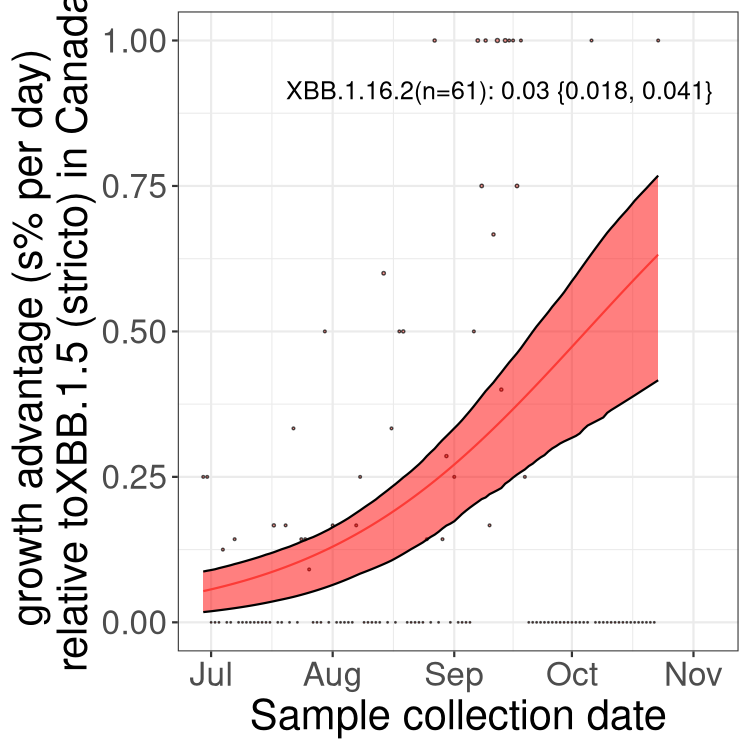 growth advantage (s% per day)
relative toXBB.1.5 (stricto) in Canada
1.00
XBB.1.16.2(n=61): 0.03 {0.018, 0.041}
0.75
0.50
0.25
0.00
Jul Aug Sep Oct Nov
Sample collection date